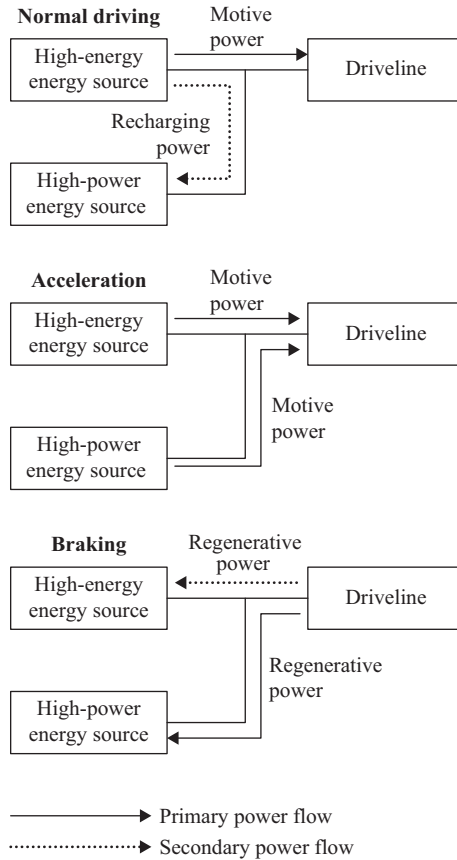 Normal driving
Motive
power
High-energy
energy source
Driveline
Recharging
power
High-power
energy source
Acceleration
Motive
power
High-energy
energy source
Driveline
Motive
power
High-power
energy source
Braking
Regenerative
power
High-energy
energy source
Driveline
Regenerative
power
High-power
energy source
Primary power flow
Secondary power flow